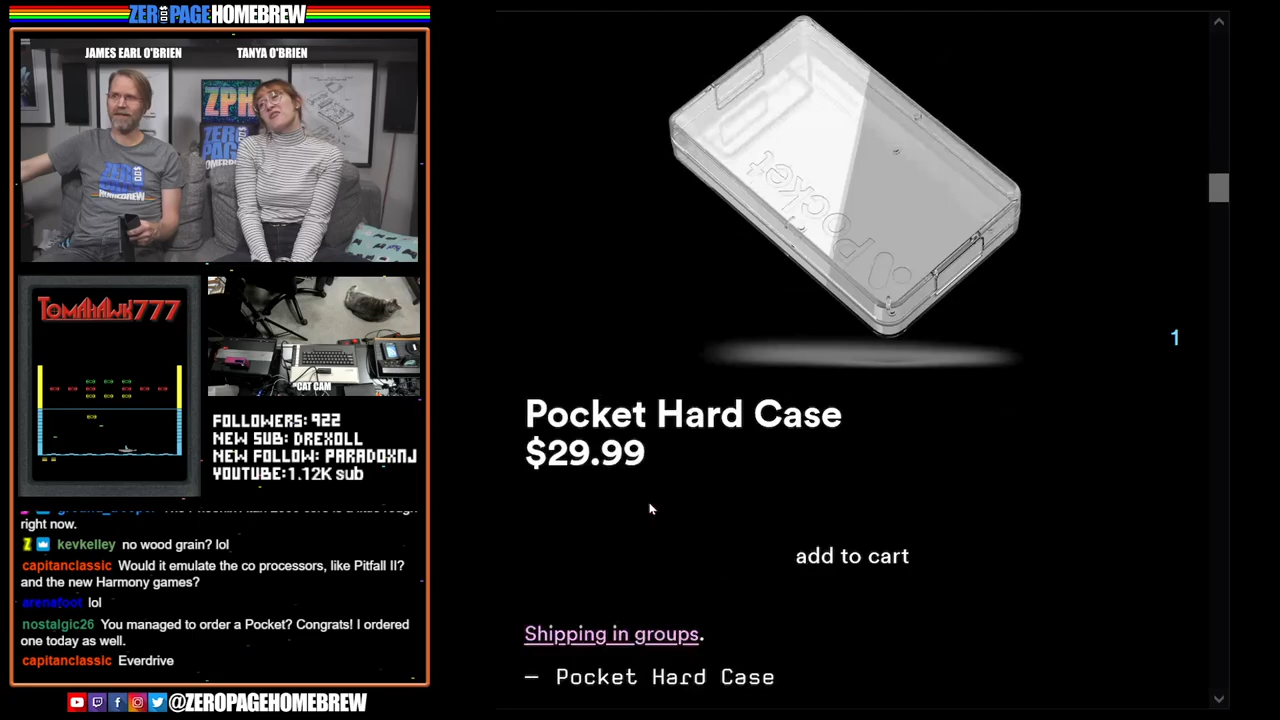 ZEROPAGEHOMEBREW
JAMES EARL O'BRIEN
TANYA O'BRIEN
ZPH
ZERO
PAGE
ZERO
PAGE
HOMEBREW
TOMAHAWK777
"CAT CAM
FOLLOWERS: 922
NEW SUB: DREXOLL
NEW FOLLOW: PARADOXNJ
YOUTUBE:1.12K sub
right now.
kevkelley no wood grain? lol
capitanclassic Would it emulate the co processors, like Pitfall II?
and the new Harmony games?
arenafoot lol
nostalgic26 You managed to order a Pocket? Congrats! I ordered
one today as well.
capitanclassic Everdrive
@ZEROPAGEHOMEBREW
Pocket
1
Pocket Hard Case
$29.99
add to cart
Shipping in groups.
— Pocket Hard Case